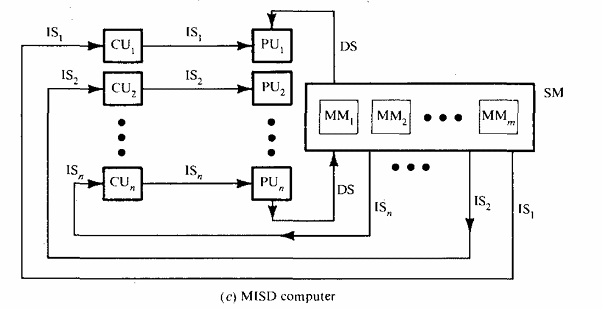 IS₁ CU₁ IS₁ PU₁ DS
IS₂ CU₂ IS₂ PU₂ SM
MM₁ MM₂ • • • MMₘ
ISₙ CUₙ ISₙ PUₙ DS ISₙ • • • IS₂ IS₁
(c) MISD computer